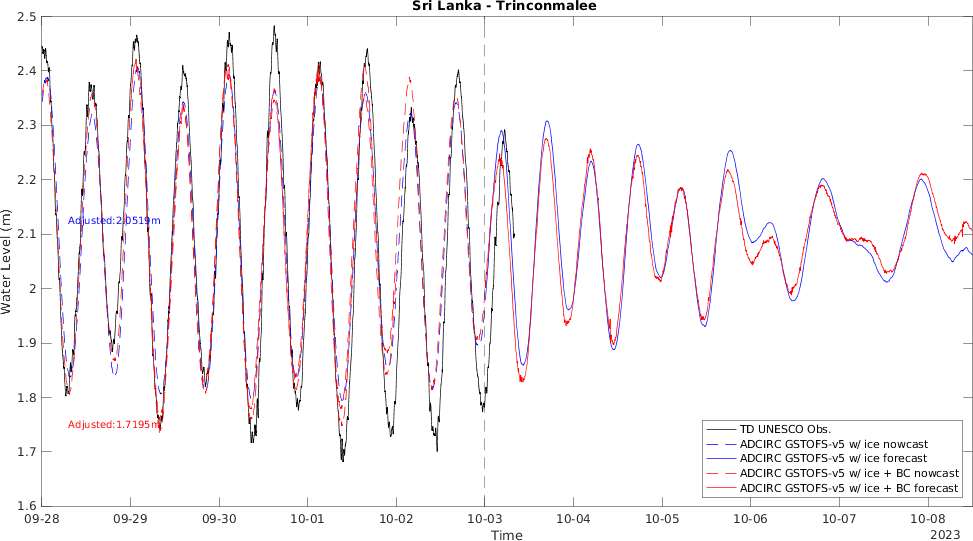 Sri Lanka - Trinconmalee
2.5
2.4
2.3
2.2
2.1
2
1.9
1.8
1.7
1.6
Water Level (m)
Adjusted:2.0519m
Adjusted:1.7195m
TD UNESCO Obs.
ADCIRC GSTOFS-v5 w/ ice nowcast
ADCIRC GSTOFS-v5 w/ ice forecast
ADCIRC GSTOFS-v5 w/ ice + BC nowcast
ADCIRC GSTOFS-v5 w/ ice + BC forecast
09-28 09-29 09-30 10-01 10-02 10-03 10-04 10-05 10-06 10-07 10-08
2023
Time